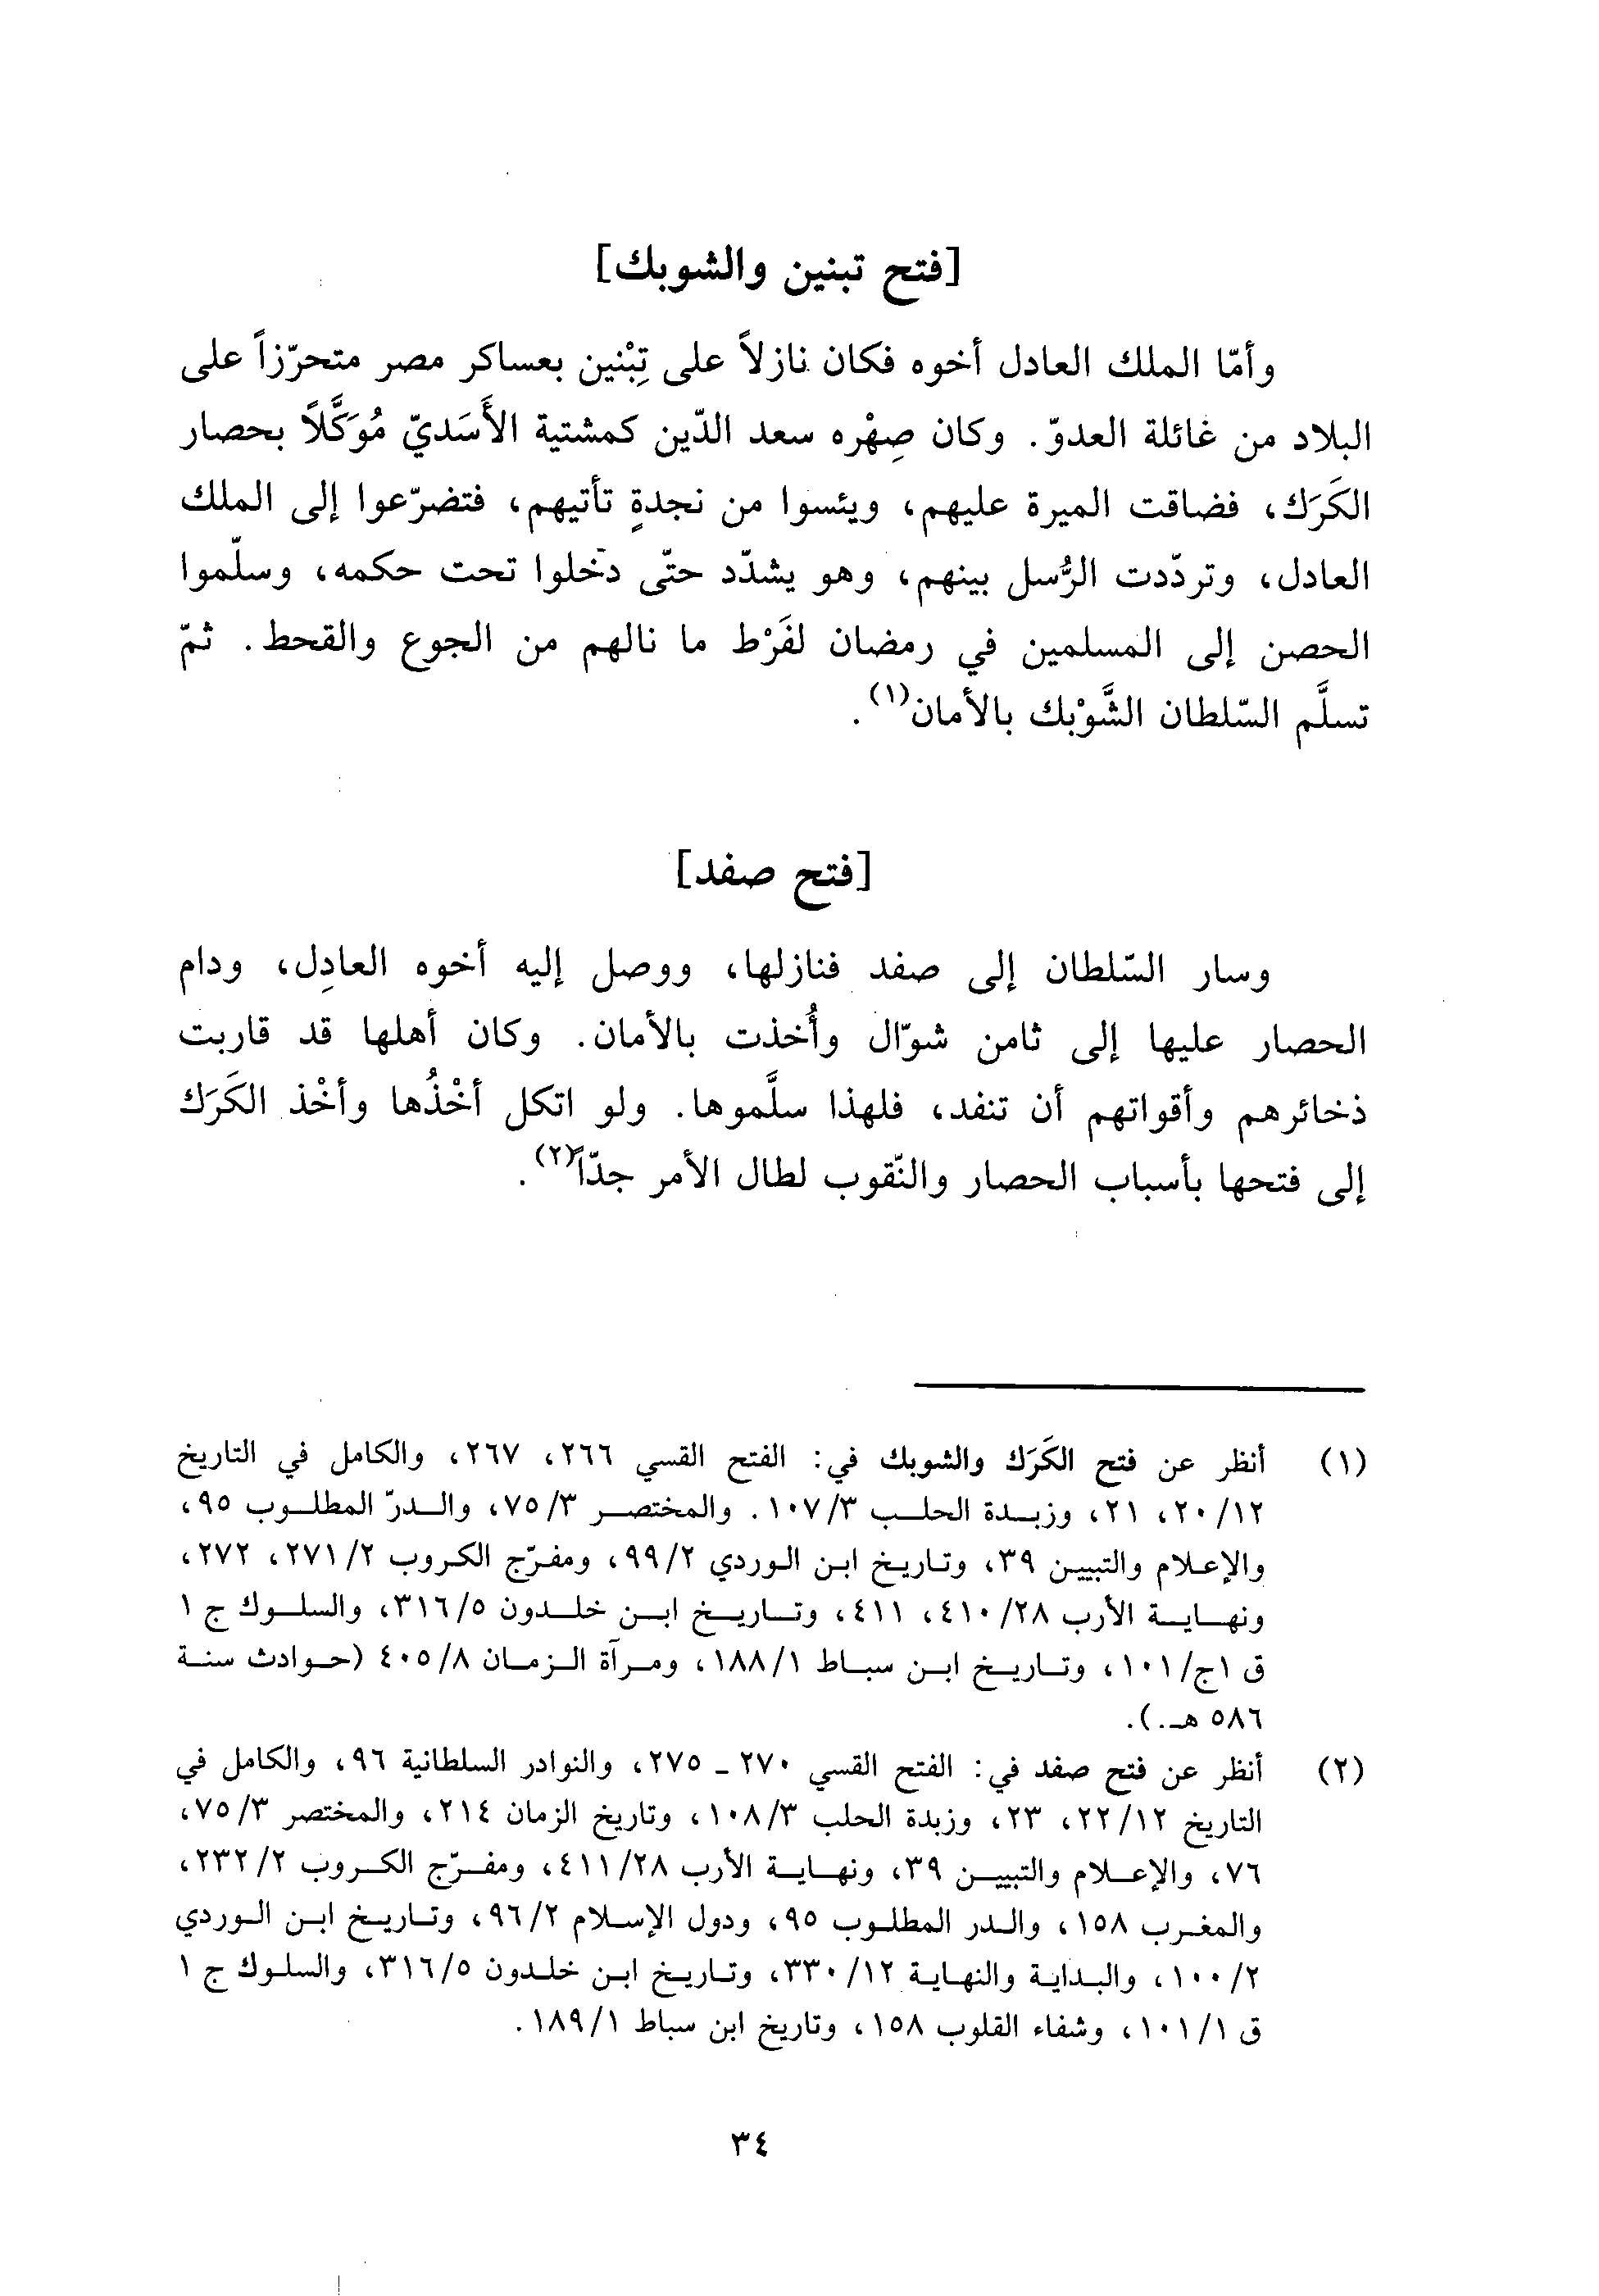 [فتح تبنين والشوبك]
وأمّا الملك العادل أخوه فكان نازلاً على تِبْنين بعساكر مصر متحرّزاً على
البلاد من غائلة العدوّ. وكان صِهْره سعد الدّين كمشتية الأَسَديّ مُوَكَّلاً بحصار
الكَرَك، فضاقت الميرة عليهم، ويئسوا من نجدةٍ تأتيهم، فتضرّعوا إلى الملك
العادل، وتردّدت الرُّسل بينهم، وهو يشدّد حتّى دخلوا تحت حكمه، وسلّموا
الحصن إلى المسلمين في رمضان لفَرْط ما نالهم من الجوع والقحط. ثمّ
تسلَّم السّلطان الشَّوْبك بالأمان(١).
[فتح صفد]
وسار السّلطان إلى صفد فنازلها، ووصل إليه أخوه العادِل، ودام
الحصار عليها إلى ثامن شوّال وأُخذت بالأمان. وكان أهلها قد قاربت
ذخائرهم وأقواتهم أن تنفد، فلهذا سلَّموها. ولو اتكل أخْذُها وأخْذ الكَرَك
إلى فتحها بأسباب الحصار والنّقوب لطال الأمر جدّاً(٢).
(١) أنظر عن فتح الكَرَك والشوبك في: الفتح القسي ٢٦٦، ٢٦٧، والكامل في التاريخ
٢٠/١٢، ٢١، وزبدة الحلب ١٠٧/٣. والمختصر ٧٥/٣، والدرّ المطلوب ٩٥،
والإعلام والتبيين ٣٩، وتاريخ ابن الوردي ٩٩/٢، ومفرّج الكروب ٢٧١/٢، ٢٧٢،
ونهاية الأرب ٤١٠/٢٨، ٤١١، وتاريخ ابن خلدون ٣١٦/٥، والسلوك ج ١
ق ١ج/١٠١، وتاريخ ابن سباط ١٨٨/١، ومرآة الزمان ٤٠٥/٨ (حوادث سنة
٥٨٦ هـ.).
(٢) أنظر عن فتح صفد في: الفتح القسي ٢٧٠ ـ ٢٧٥، والنوادر السلطانية ٩٦، والكامل في
التاريخ ٢٢/١٢، ٢٣، وزبدة الحلب ١٠٨/٣، وتاريخ الزمان ٢١٤، والمختصر ٧٥/٣،
٧٦، والإعلام والتبيين ٣٩، ونهاية الأرب ٤١١/٢٨، ومفرّج الكروب ٢٣٢/٢،
والمغرب ١٥٨، والدر المطلوب ٩٥، ودول الإسلام ٩٦/٢، وتاريخ ابن الوردي
١٠٠/٢، والبداية والنهاية ٣٣٠/١٢، وتاريخ ابن خلدون ٣١٦/٥، والسلوك ج ١
ق ١٠١/١، وشفاء القلوب ١٥٨، وتاريخ ابن سباط ١٨٩/١.
٣٤